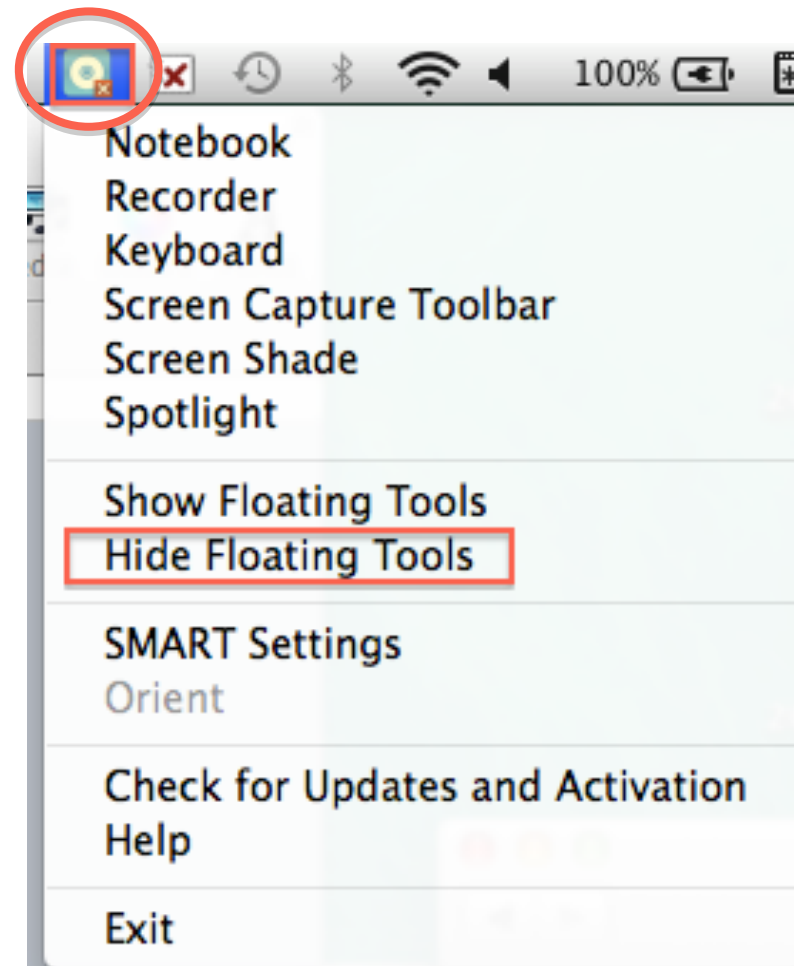 100%
Notebook
Recorder
Keyboard
Screen Capture Toolbar
Screen Shade
Spotlight
Show Floating Tools
Hide Floating Tools
SMART Settings
Orient
Check for Updates and Activation
Help
Exit